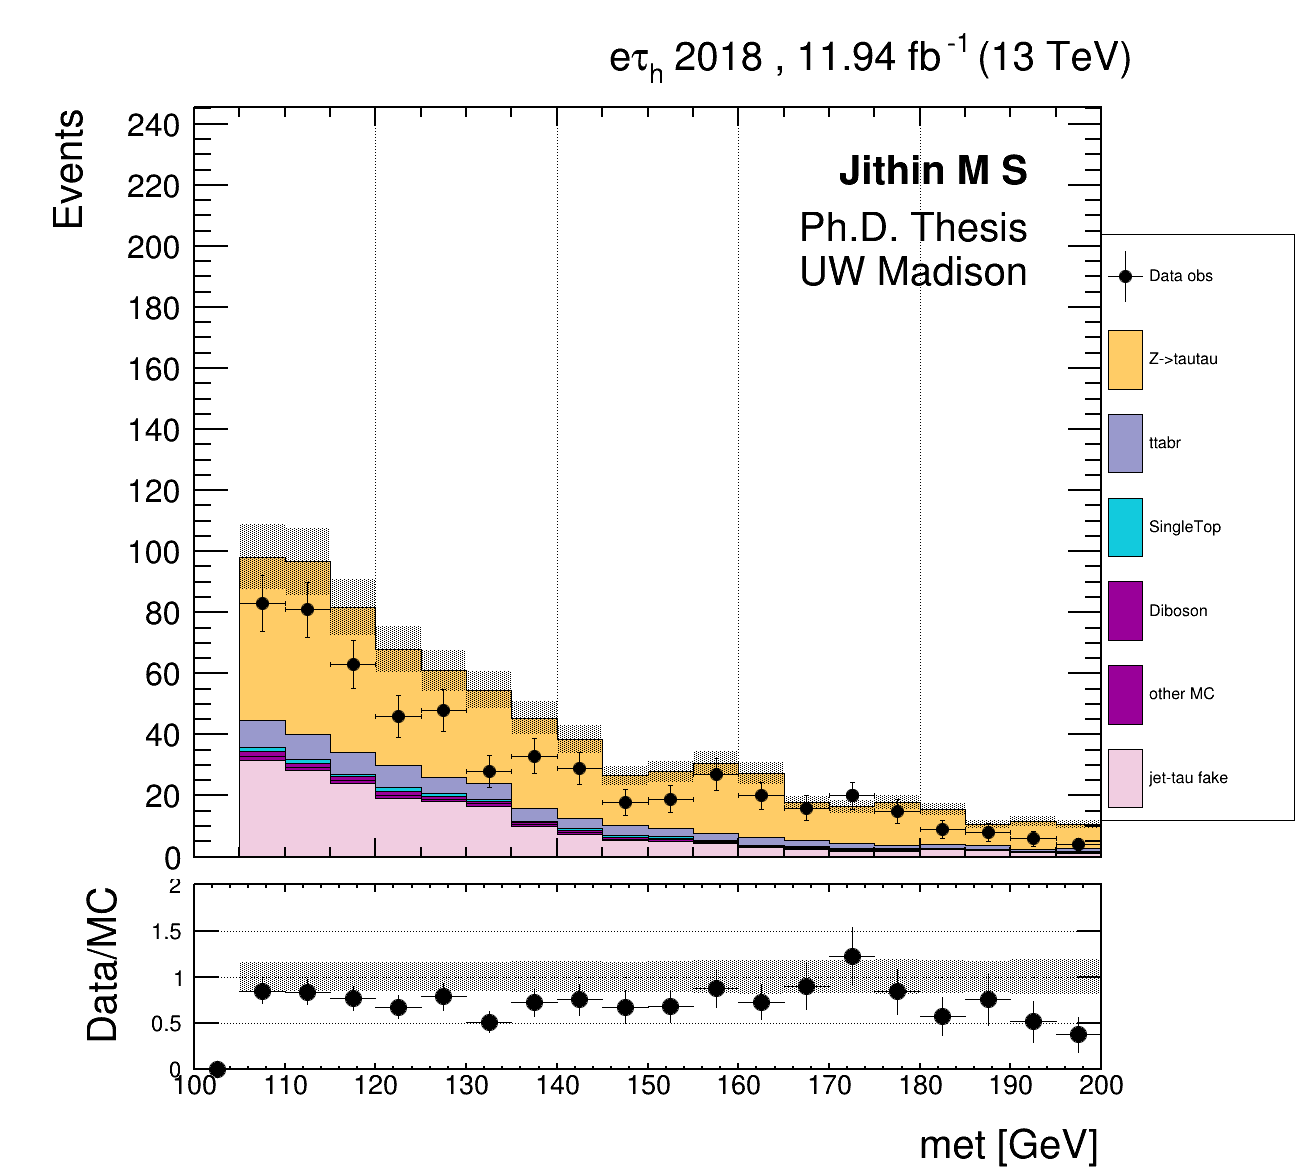 eτh 2018 , 11.94 fb-1 (13 TeV)
Events
240
220
200
180
160
140
120
100
80
60
40
20
0
Jithin M S
Ph.D. Thesis
UW Madison
Data obs
Z->tautau
ttabr
SingleTop
Diboson
other MC
jet-tau fake
Data/MC
2
1.5
1
0.5
0
100 110 120 130 140 150 160 170 180 190 200
met [GeV]